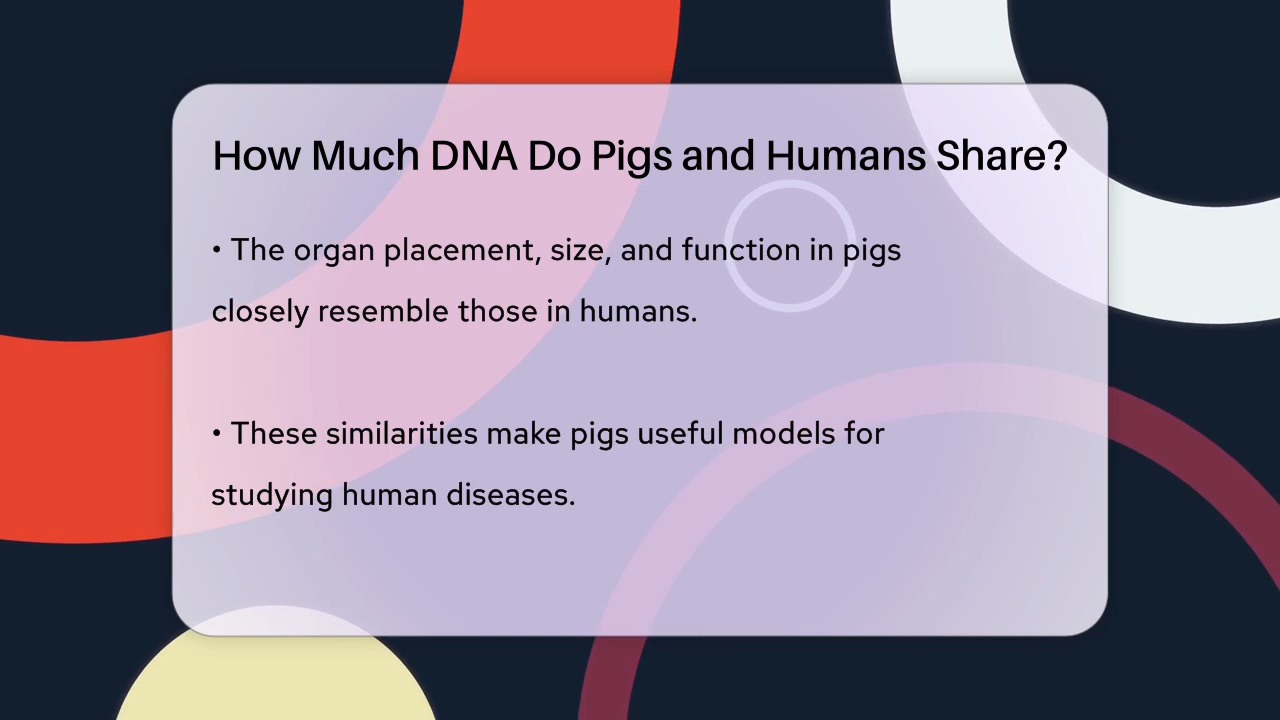 How Much DNA Do Pigs and Humans Share?
• The organ placement, size, and function in pigs
closely resemble those in humans.
• These similarities make pigs useful models for
studying human diseases.